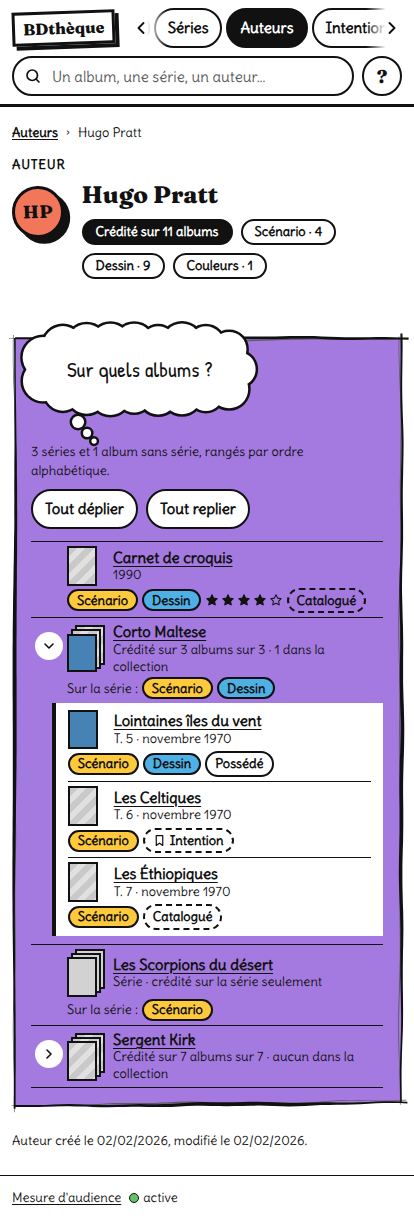 BDthèque
Séries
Auteurs
Intention
Un album, une série, un auteur…
?
Auteurs › Hugo Pratt
AUTEUR
HP
Hugo Pratt
Crédité sur 11 albums
Scénario · 4
Dessin · 9
Couleurs · 1
Sur quels albums ?
3 séries et 1 album sans série, rangés par ordre
alphabétique.
Tout déplier
Tout replier
Carnet de croquis
1990
Scénario Dessin ★★★★☆ Catalogué
Corto Maltese
Crédité sur 3 albums sur 3 · 1 dans la
collection
Sur la série : Scénario Dessin
Lointaines îles du vent
T. 5 · novembre 1970
Scénario Dessin Possédé
Les Celtiques
T. 6 · novembre 1970
Scénario Intention
Les Éthiopiques
T. 7 · novembre 1970
Scénario Catalogué
Les Scorpions du désert
Série · crédité sur la série seulement
Sur la série : Scénario
Sergent Kirk
Crédité sur 7 albums sur 7 · aucun dans la
collection
Auteur créé le 02/02/2026, modifié le 02/02/2026.
Mesure d'audience active